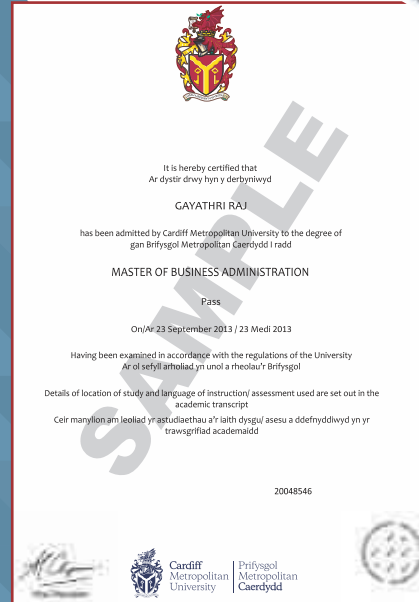 It is hereby certified that
Ar dystir drwy hyn y derbyniwyd
GAYATHRI RAJ
has been admitted by Cardiff Metropolitan University to the degree of
gan Brifysgol Metropolitan Caerdydd I radd
MASTER OF BUSINESS ADMINISTRATION
Pass
On/Ar 23 September 2013 / 23 Medi 2013
Having been examined in accordance with the regulations of the University
Ar ol sefyll arholiad yn unol a rheolau'r Brifysgol
Details of location of study and language of instruction/ assessment used are set out in the
academic transcript
Ceir manylion am leoliad yr astudiaethau a'r iaith dysgu/ asesu a ddefnyddiwyd yn yr
trawsgrifiad academaidd
SAMPLE
20048546
Cardiff
Metropolitan
University
Prifysgol
Metropolitan
Caerdydd